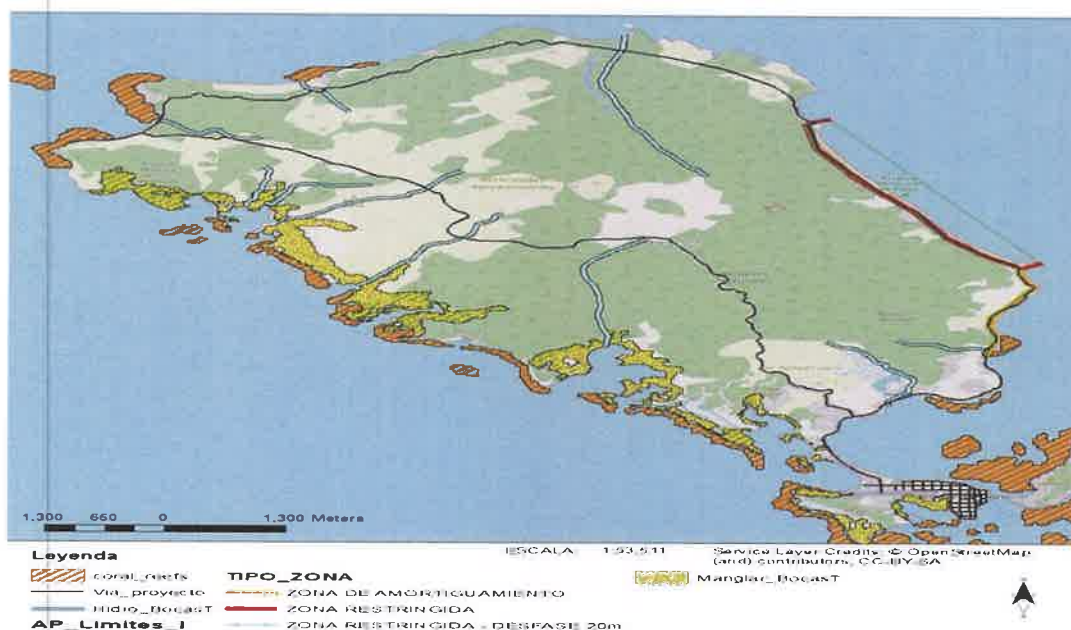 1.300 650 0 1.300 Meters
ESCALA 1:53,511
Service Layer Credits: © OpenStreetMap (and) contributors, CC-BY-SA
Leyenda
coral_reefs
Via_proyecto
Hidro_BocasT
AP_Limites_I
TIPO_ZONA
ZONA DE AMORTIGUAMIENTO
ZONA RESTRINGIDA
ZONA RESTRINGIDA - DESFASE 20m
Manglar_BocasT